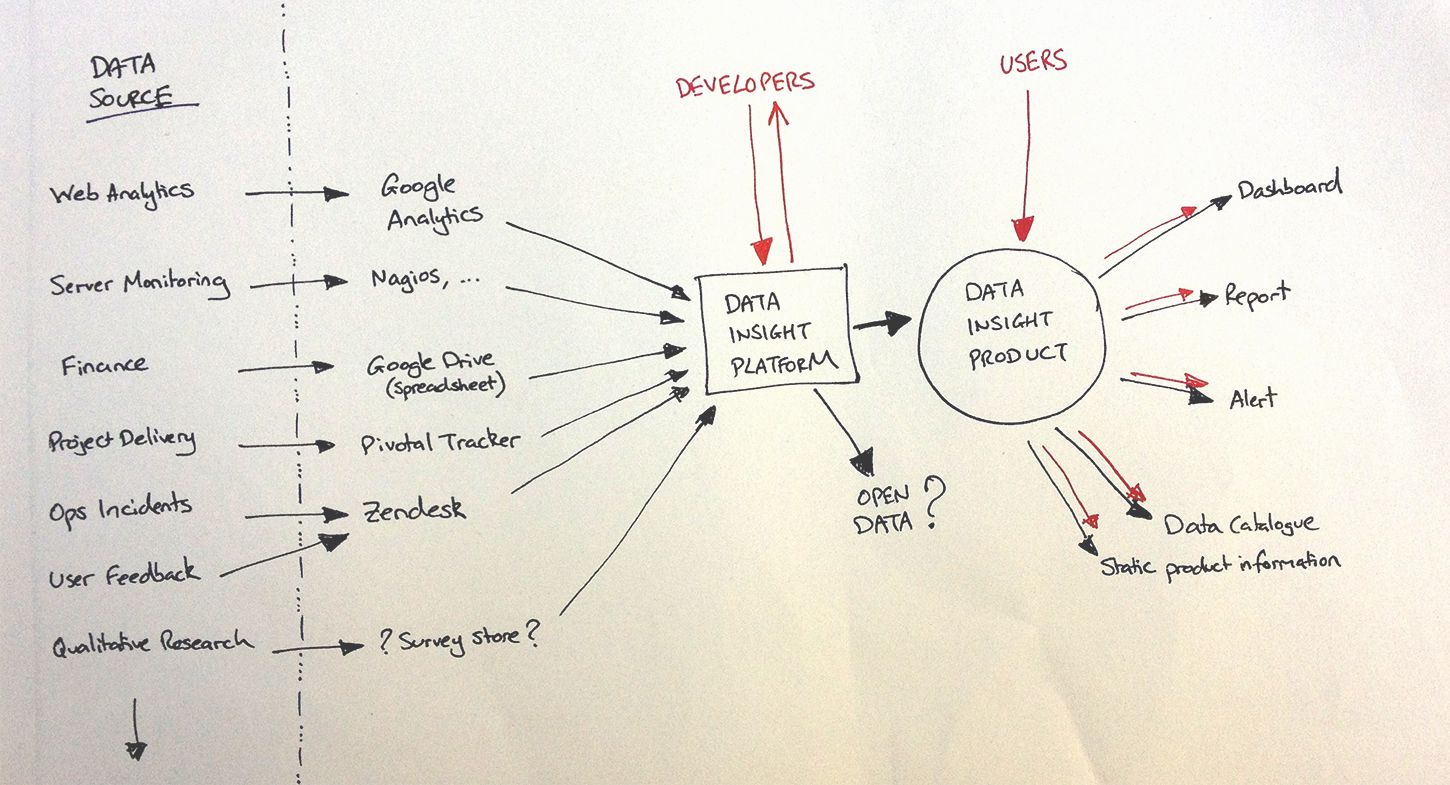 DATA
SOURCE
Web Analytics
Server Monitoring
Finance
Project Delivery
Ops Incidents
User Feedback
Qualitative Research
Google
Analytics
Nagios, ...
Google Drive
(spreadsheet)
Pivotal Tracker
Zendesk
? Survey store ?
DEVELOPERS
DATA
INSIGHT
PLATFORM
OPEN
DATA ?
USERS
DATA
INSIGHT
PRODUCT
Dashboard
Report
Alert
Data Catalogue
Static product information